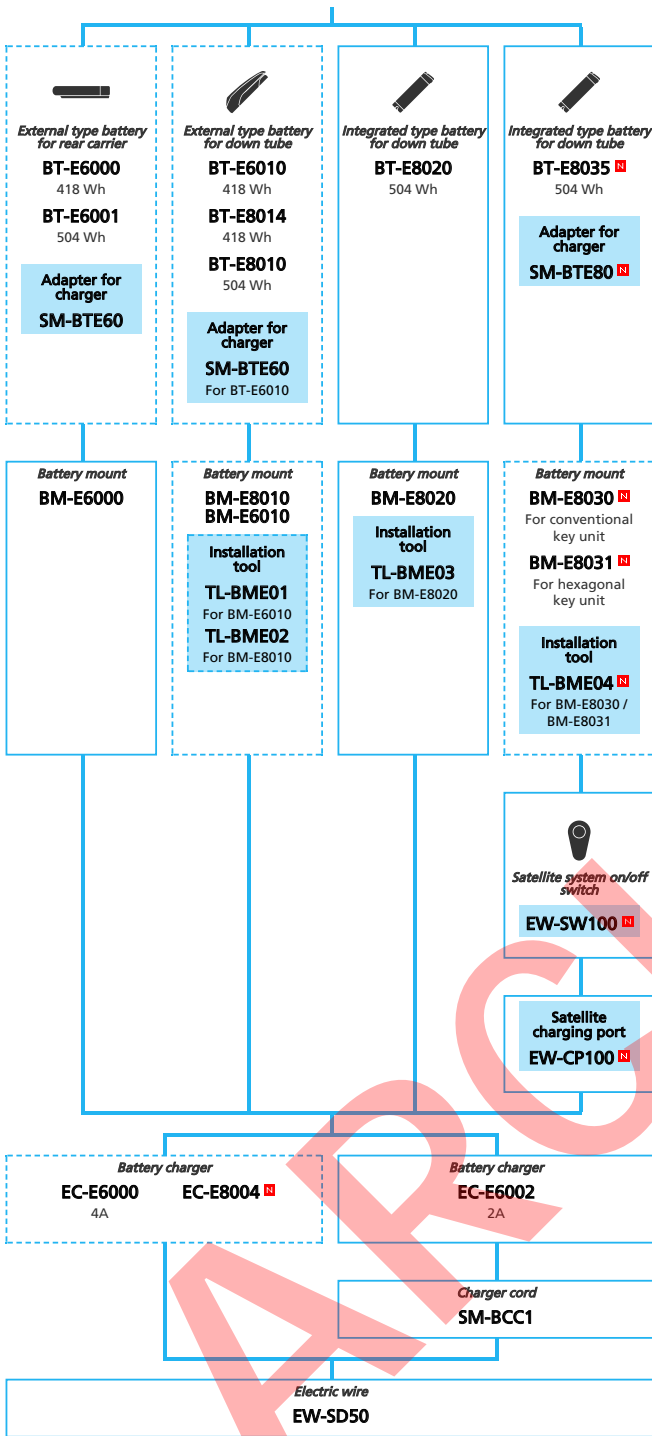 External type battery
for rear carrier
BT-E6000
418 Wh
BT-E6001
504 Wh
Adapter for
charger
SM-BTE60
External type battery
for down tube
BT-E6010
418 Wh
BT-E8014
418 Wh
BT-E8010
504 Wh
Adapter for
charger
SM-BTE60
For BT-E6010
Integrated type battery
for down tube
BT-E8020
504 Wh
Integrated type battery
for down tube
BT-E8035 N
504 Wh
Adapter for
charger
SM-BTE80 N
Battery mount
BM-E6000
Battery mount
BM-E8010
BM-E6010
Installation
tool
TL-BME01
For BM-E6010
TL-BME02
For BM-E8010
Battery mount
BM-E8020
Installation
tool
TL-BME03
For BM-E8020
Battery mount
BM-E8030 N
For conventional
key unit
BM-E8031 N
For hexagonal
key unit
Installation
tool
TL-BME04 N
For BM-E8030 /
BM-E8031
Satellite system on/off
switch
EW-SW100 N
Satellite
charging port
EW-CP100 N
Battery charger
EC-E6000 EC-E8004 N
4A
Battery charger
EC-E6002
2A
Charger cord
SM-BCC1
Electric wire
EW-SD50